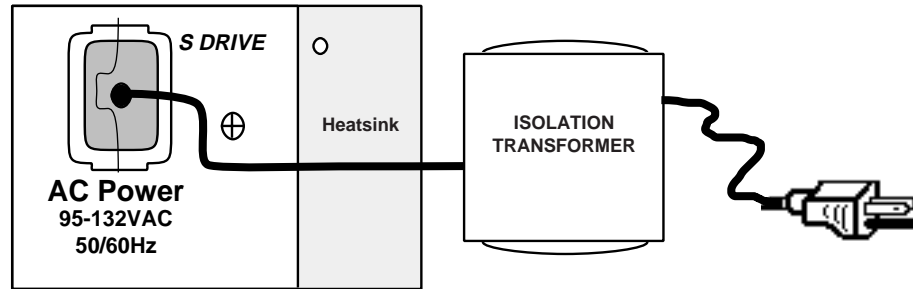 S DRIVE
AC Power
95-132VAC
50/60Hz
Heatsink
ISOLATION
TRANSFORMER